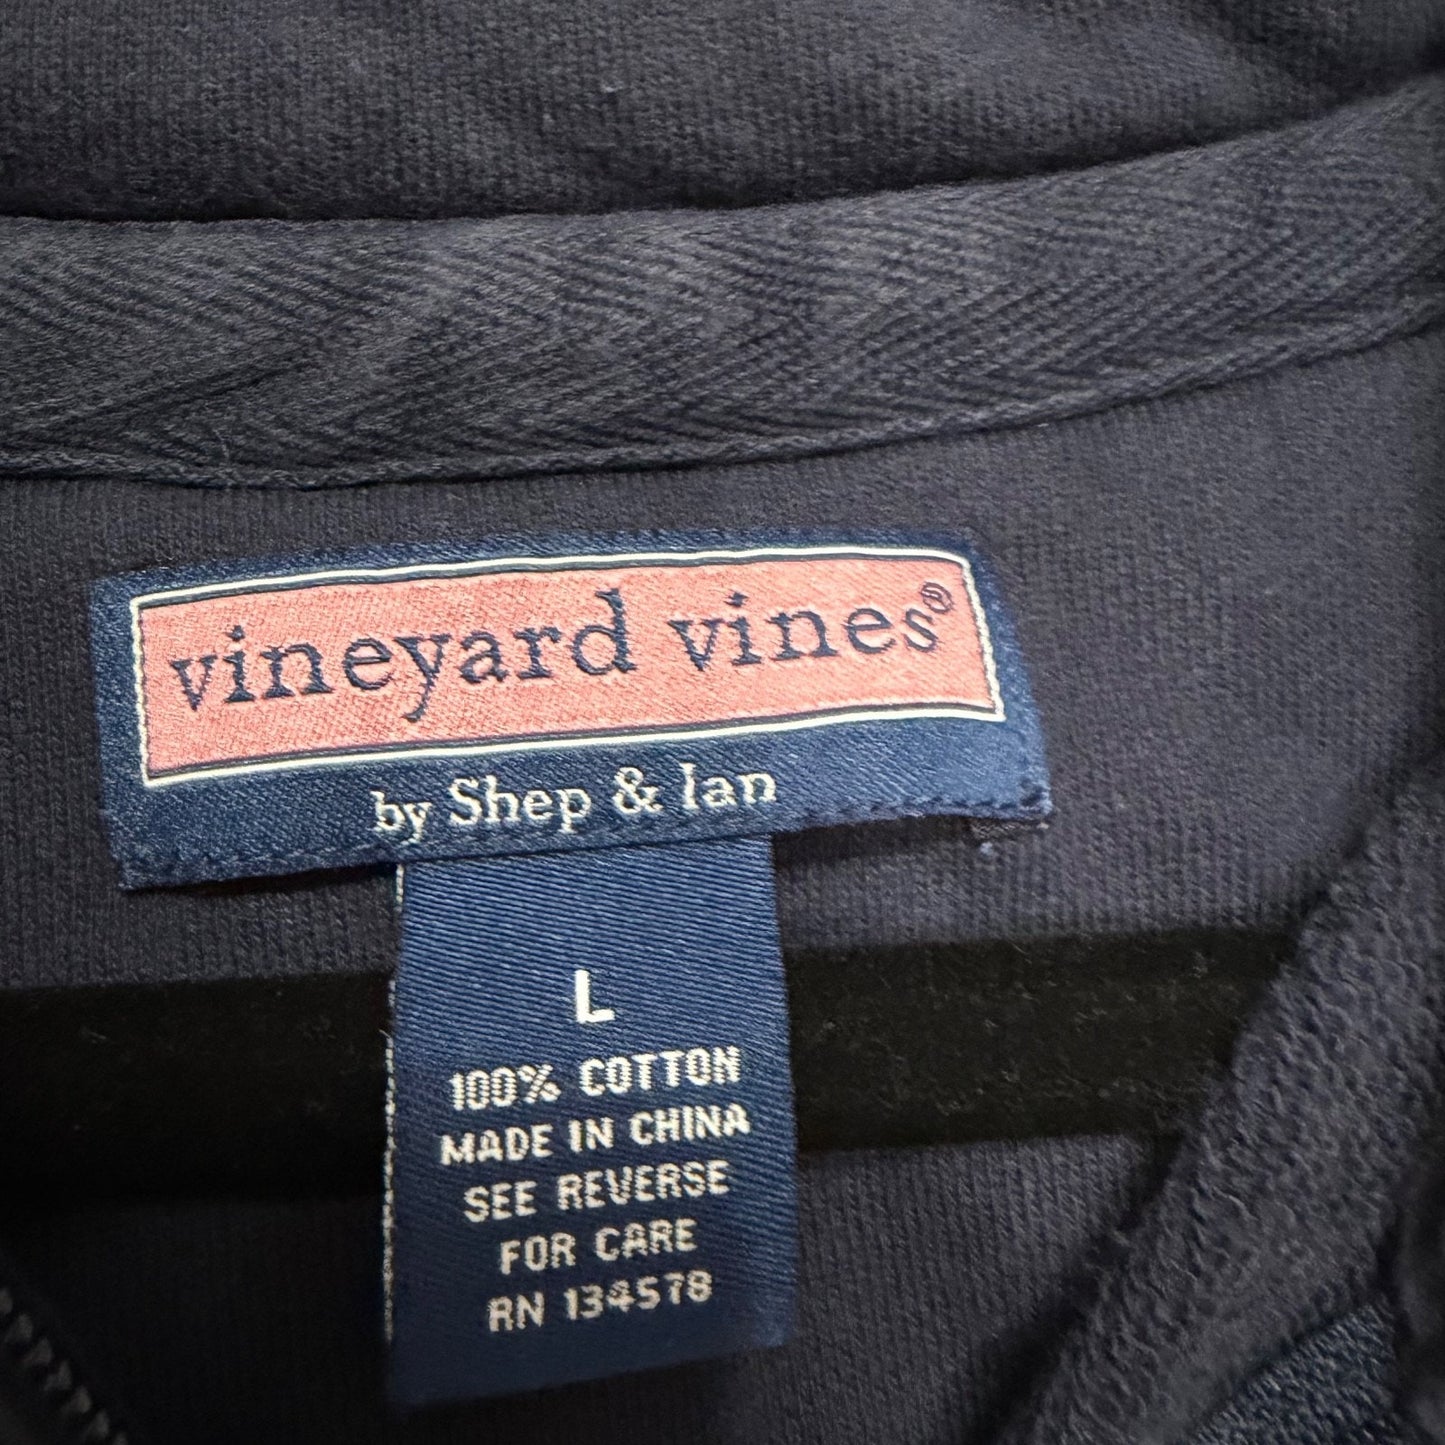 vineyard vines®
by Shep & Ian
L
100% COTTON
MADE IN CHINA
SEE REVERSE
FOR CARE
RN 134578